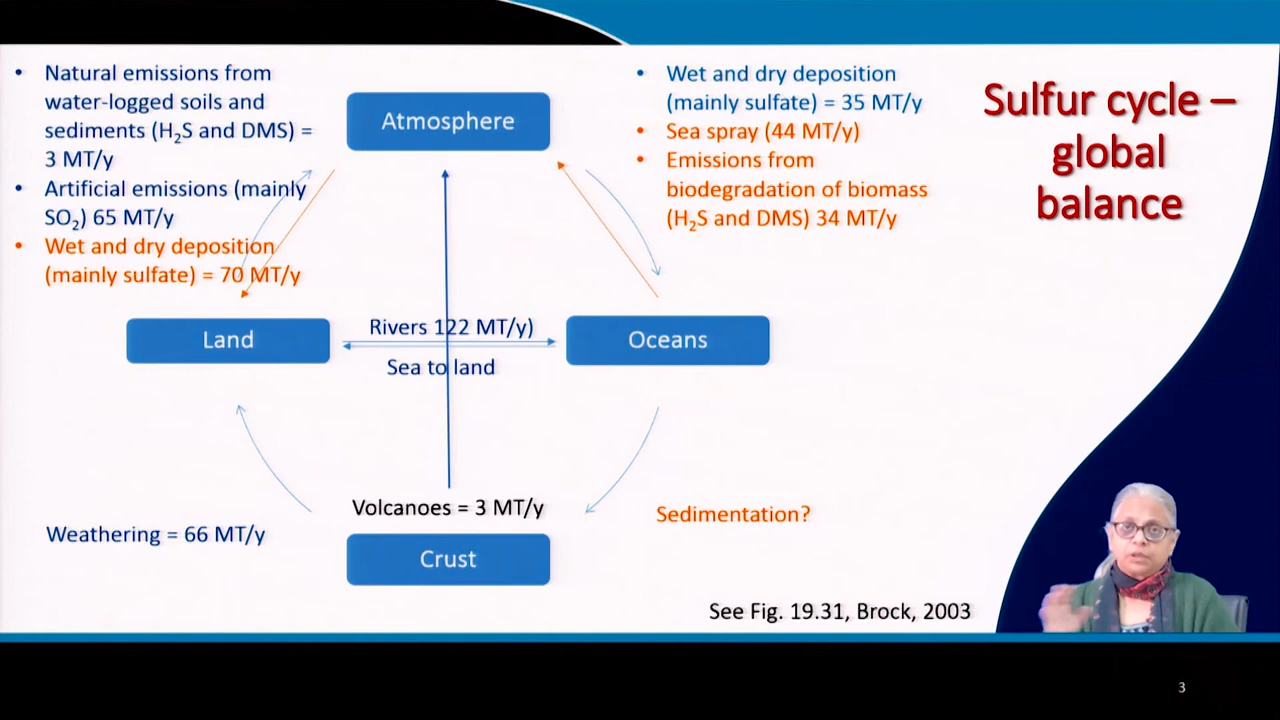 • Natural emissions from
water-logged soils and
sediments (H₂S and DMS) =
3 MT/y
• Artificial emissions (mainly
SO₂) 65 MT/y
• Wet and dry deposition
(mainly sulfate) = 70 MT/y
Atmosphere
• Wet and dry deposition
(mainly sulfate) = 35 MT/y
• Sea spray (44 MT/y)
• Emissions from
biodegradation of biomass
(H₂S and DMS) 34 MT/y
Sulfur cycle –
global
balance
Land
Rivers 122 MT/y)
Sea to land
Oceans
Volcanoes = 3 MT/y
Weathering = 66 MT/y
Sedimentation?
Crust
See Fig. 19.31, Brock, 2003
3